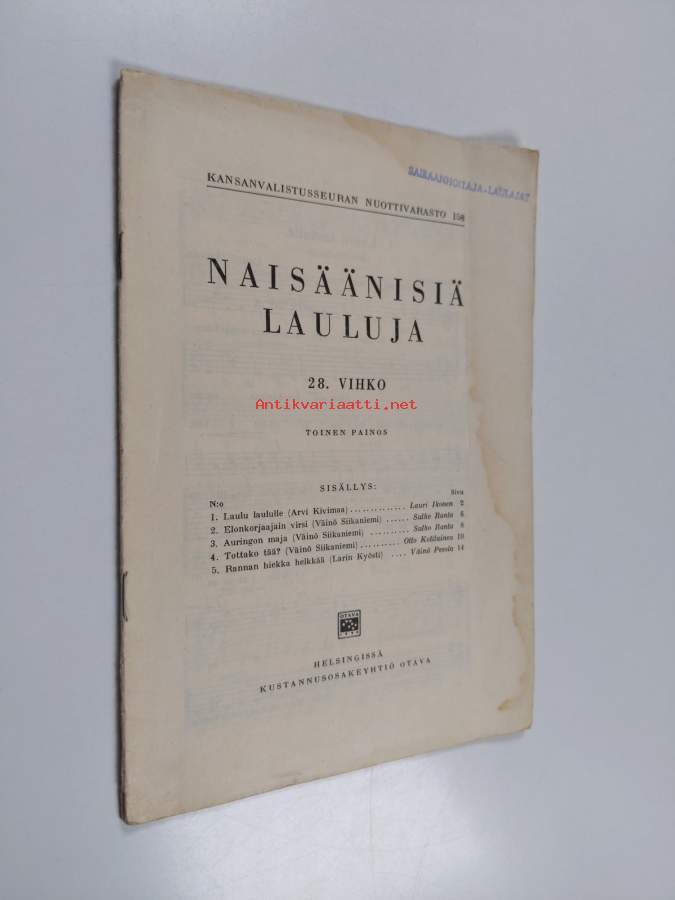 SAIRAANHOITAJA-LAULAJAT
KANSANVALISTUSSEURAN NUOTTIVARASTO 158
NAISÄÄNISIÄ
LAULUJA
28. VIHKO
Antikvariaatti.net
TOINEN PAINOS
SISÄLLYS:
N:o Sivu
1. Laulu laululle (Arvi Kivimaa) .............. Lauri Ikonen 2
2. Elonkorjaajain virsi (Väinö Siikaniemi) ...... Sulho Ranta 6
3. Auringon maja (Väinö Siikaniemi) .......... Sulho Ranta 8
4. Tottako tää? (Väinö Siikaniemi) .......... Otto Kotilainen 10
5. Rannan hiekka helkkää (Larin Kyösti) .... Väinö Pesola 14
OTAVA
1890
HELSINGISSÄ
KUSTANNUSOSAKEYHTIÖ OTAVA